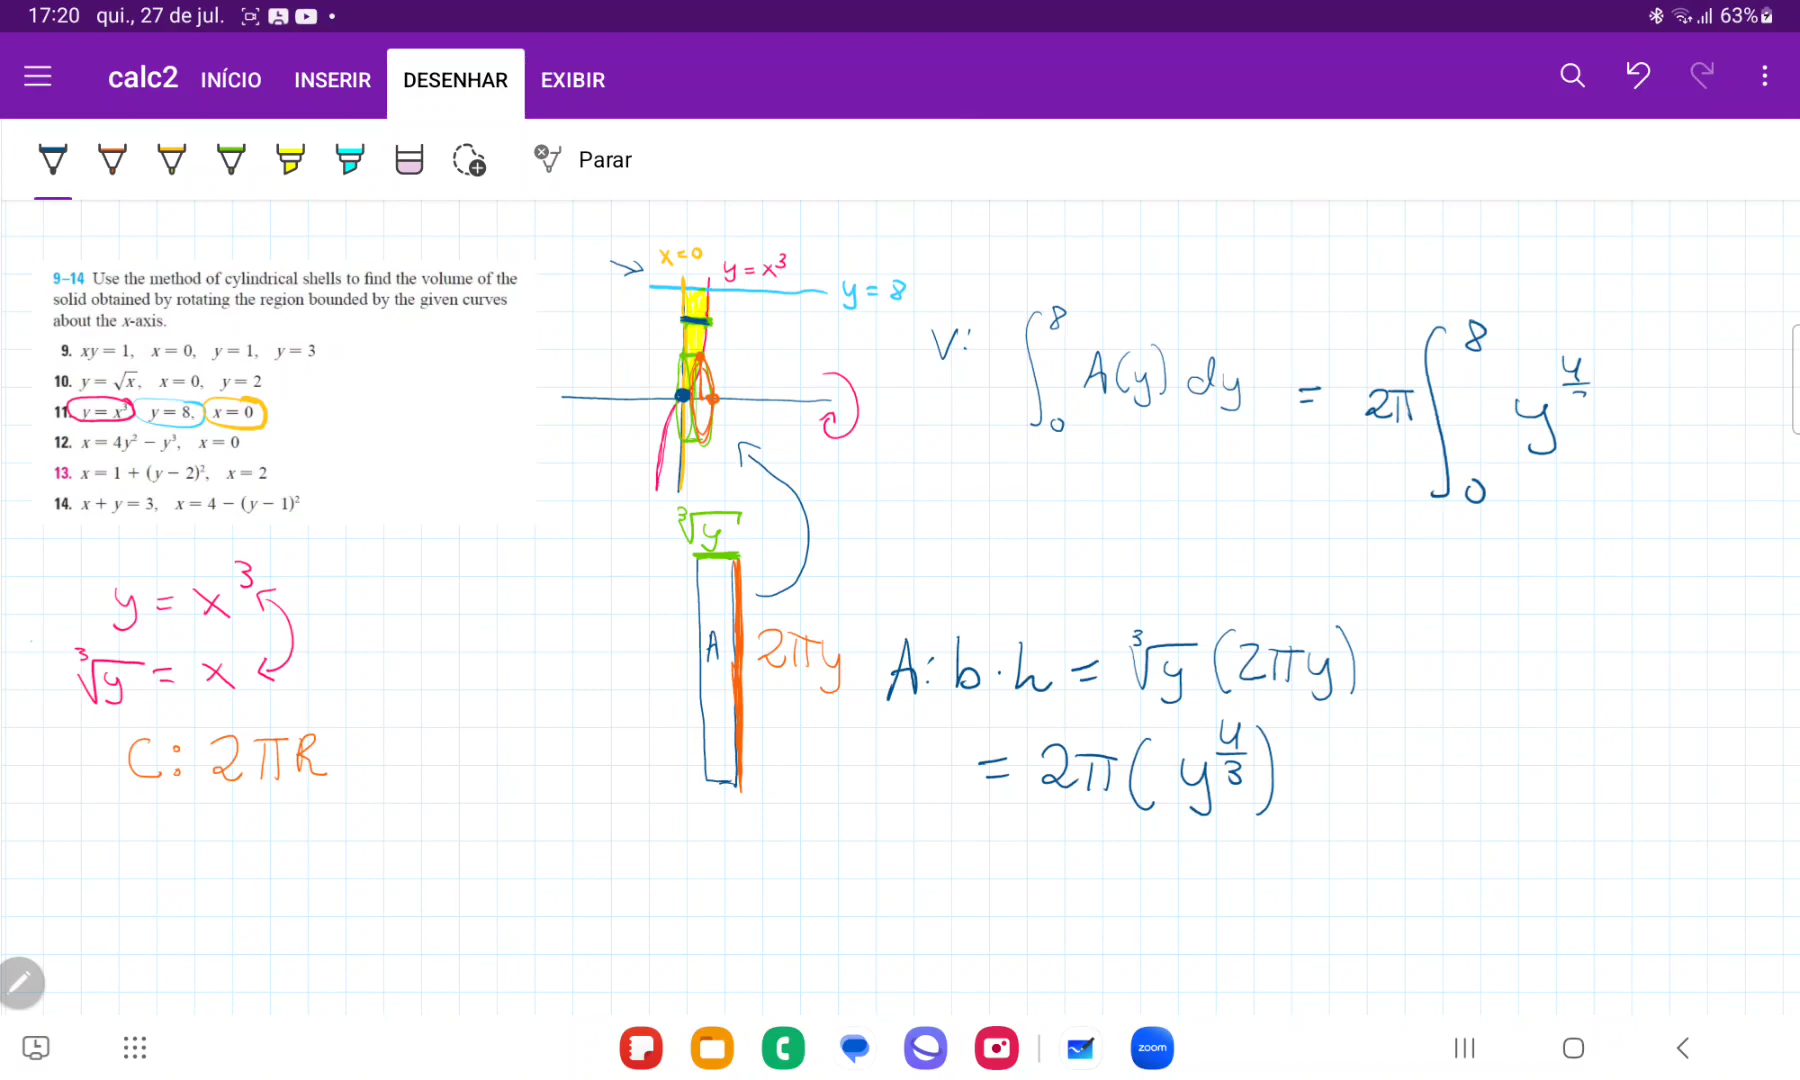 17:20 qui., 27 de jul. •
63%
calc2 INÍCIO INSERIR DESENHAR EXIBIR
Parar
9–14 Use the method of cylindrical shells to find the volume of the
solid obtained by rotating the region bounded by the given curves
about the x-axis.
9. xy = 1, x = 0, y = 1, y = 3
10. y = √x, x = 0, y = 2
11. y = x³, y = 8, x = 0
12. x = 4y² − y³, x = 0
13. x = 1 + (y − 2)², x = 2
14. x + y = 3, x = 4 − (y − 1)²
x=0
y = x³
y = 8
V: ∫₀⁸ A(y) dy = 2π ∫₀⁸ y^4/
y = x³
∛y = x
C: 2πR
∛y
A
2πy
A: b·h = ∛y (2πy)
= 2π( y^4/3 )
zoom